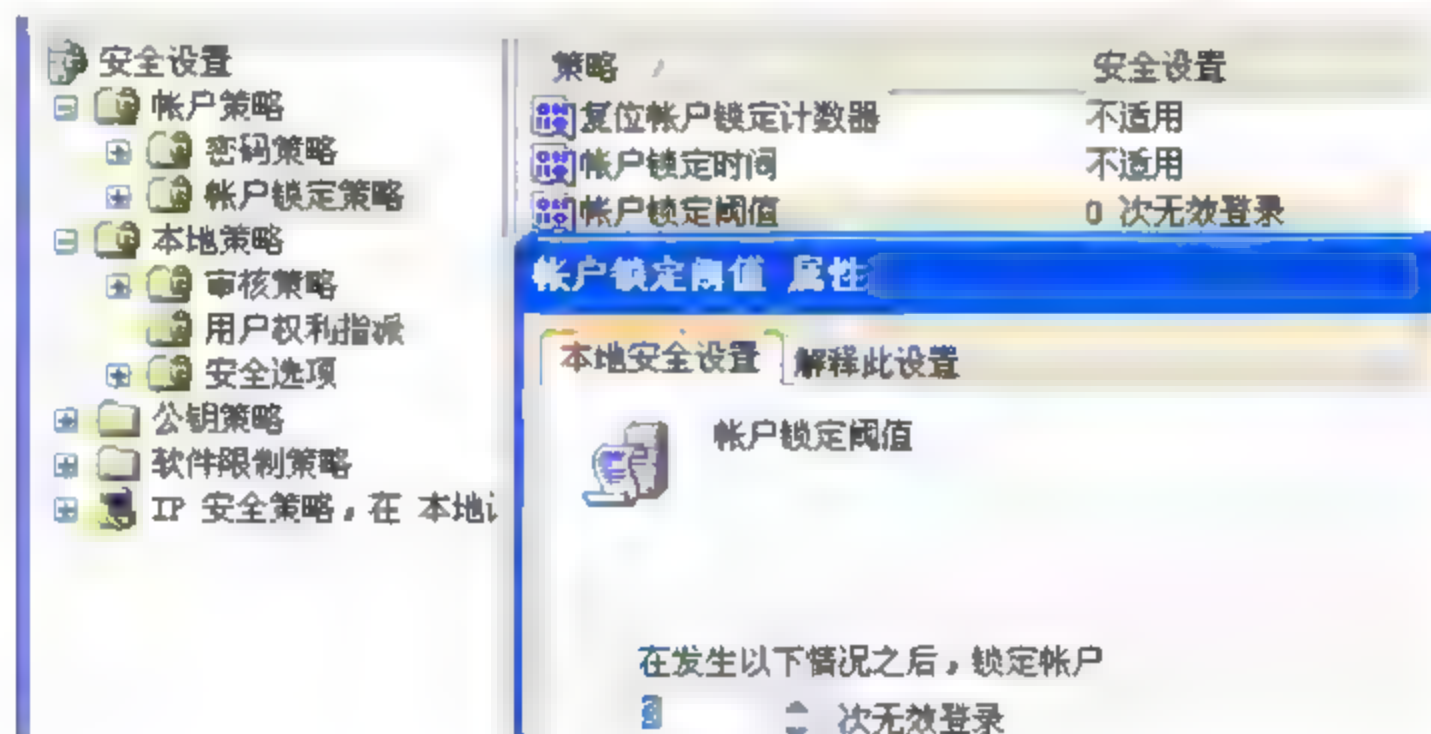 安全设置
帐户策略
密码策略
帐户锁定策略
本地策略
审核策略
用户权利指派
安全选项
公钥策略
软件限制策略
IP 安全策略，在 本地
策略 安全设置
复位帐户锁定计数器 不适用
帐户锁定时间 不适用
帐户锁定阈值 0 次无效登录
帐户锁定阈值 属性
本地安全设置 解释此设置
帐户锁定阈值
在发生以下情况之后，锁定帐户
次无效登录